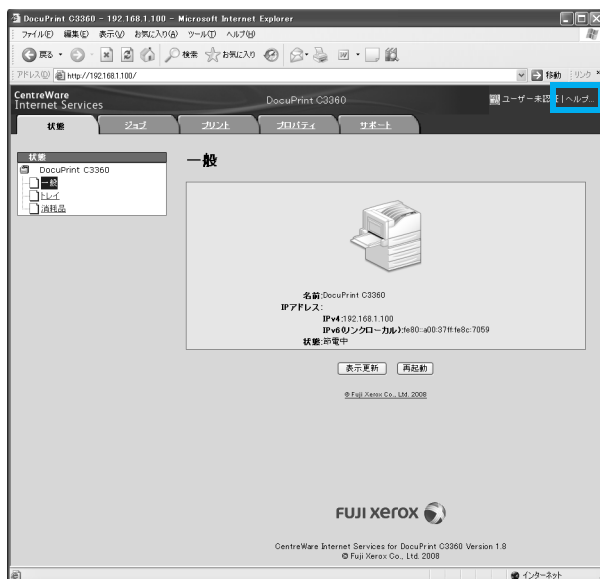 DocuPrint C3360 - 192.168.1.100 - Microsoft Internet Explorer
ファイル(F) 編集(E) 表示(V) お気に入り(A) ツール(T) ヘルプ(H)
戻る 検索 お気に入り
アドレス(D) http://192.168.1.100/ 移動 リンク
CentreWare
Internet Services
DocuPrint C3360
ユーザー未認証 | ヘルプ...
状態 ジョブ プリント プロパティ サポート
状態
DocuPrint C3360
一般
トレイ
消耗品
一般
名前:DocuPrint C3360
IPアドレス:
IPv4:192.168.1.100
IPv6(リンクローカル):fe80::a00:37ff:fe8c:7059
状態:節電中
表示更新 再起動
© Fuji Xerox Co., Ltd. 2008
FUJI XEROX
CentreWare Internet Services for DocuPrint C3360 Version 1.8
© Fuji Xerox Co., Ltd. 2008
インターネット